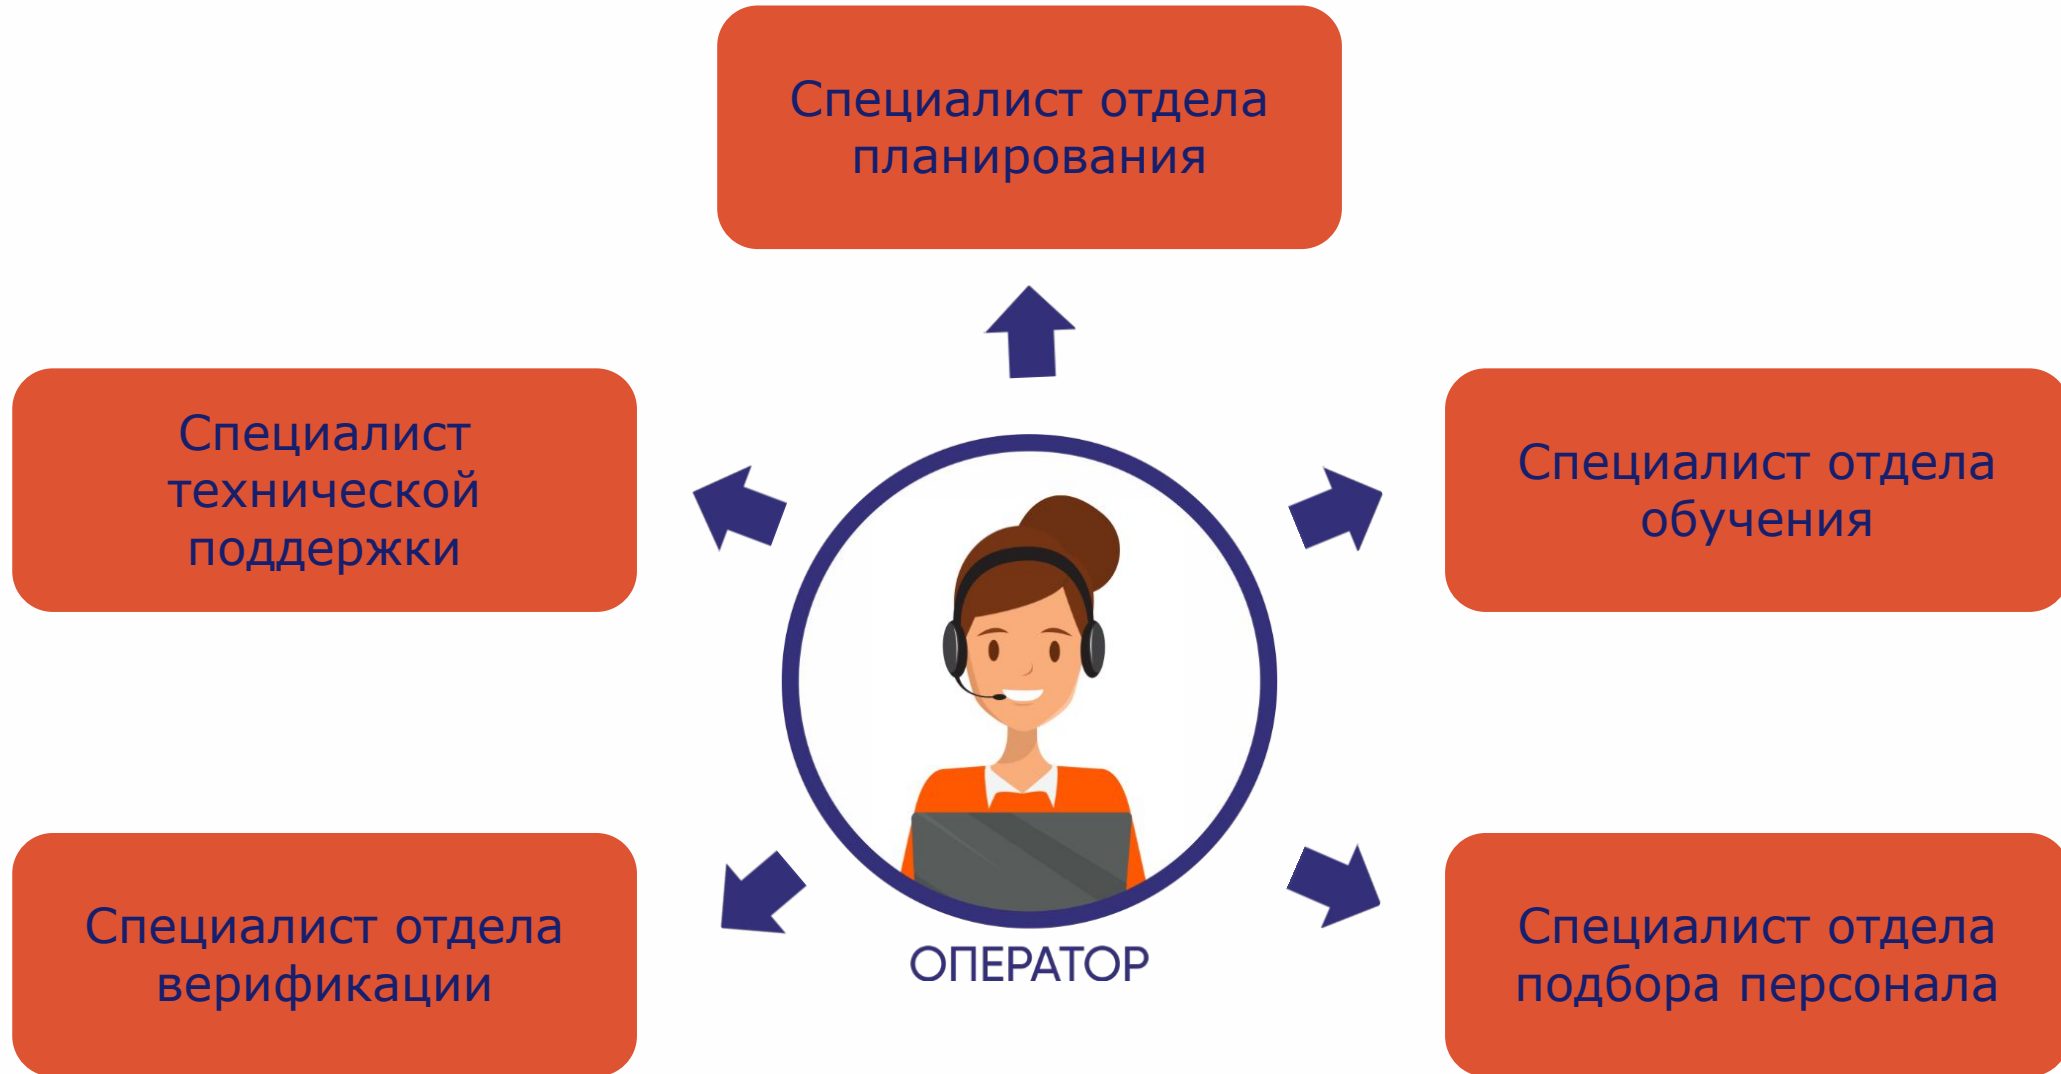 Специалист отдела
планирования
Специалист
технической
поддержки
Специалист отдела
обучения
Специалист отдела
верификации
ОПЕРАТОР
Специалист отдела
подбора персонала